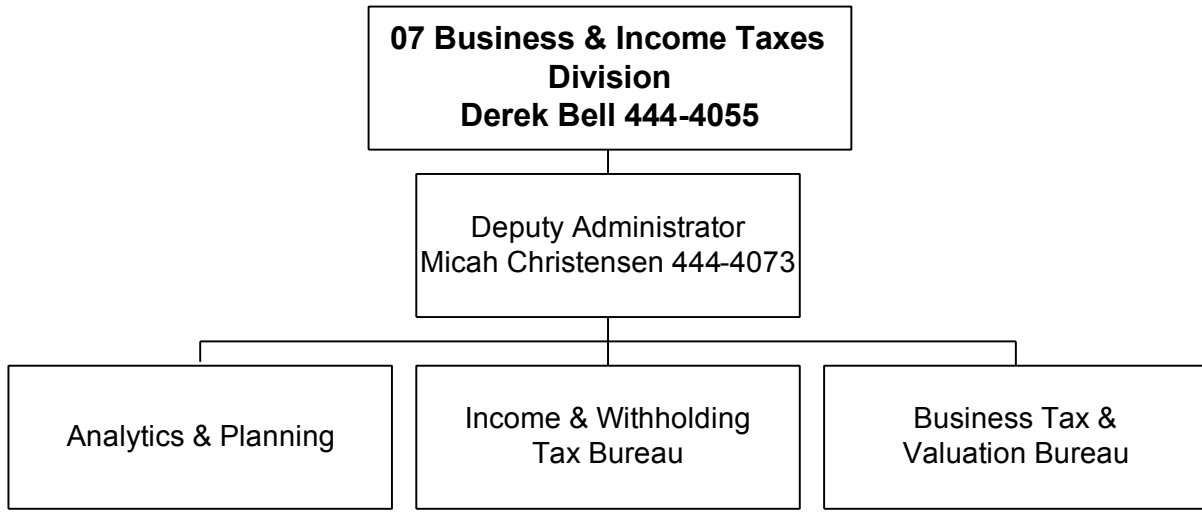 07 Business & Income Taxes
Division
Derek Bell 444-4055
Deputy Administrator
Micah Christensen 444-4073
Analytics & Planning
Income & Withholding
Tax Bureau
Business Tax &
Valuation Bureau